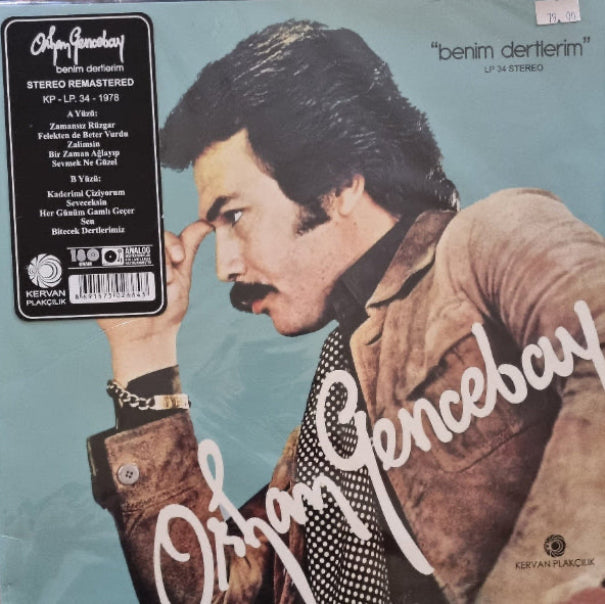 Orhan Gencebay
benim dertlerim
STEREO REMASTERED
KP - LP. 34 - 1978
A Yüzü:
Zamansız Rüzgar
Felekten de Beter Vurdu
Zalimsin
Bir Zaman Ağlayıp
Sevmek Ne Güzel
B Yüzü:
Kaderimi Çiziyorum
Seveceksin
Her Günüm Gamlı Geçer
Sen
Bitecek Dertlerimiz
180
ANALOG
KERVAN
PLAKÇILIK
"benim dertlerim"
LP 34 STEREO
Orhan Gencebay
KERVAN PLAKÇILIK